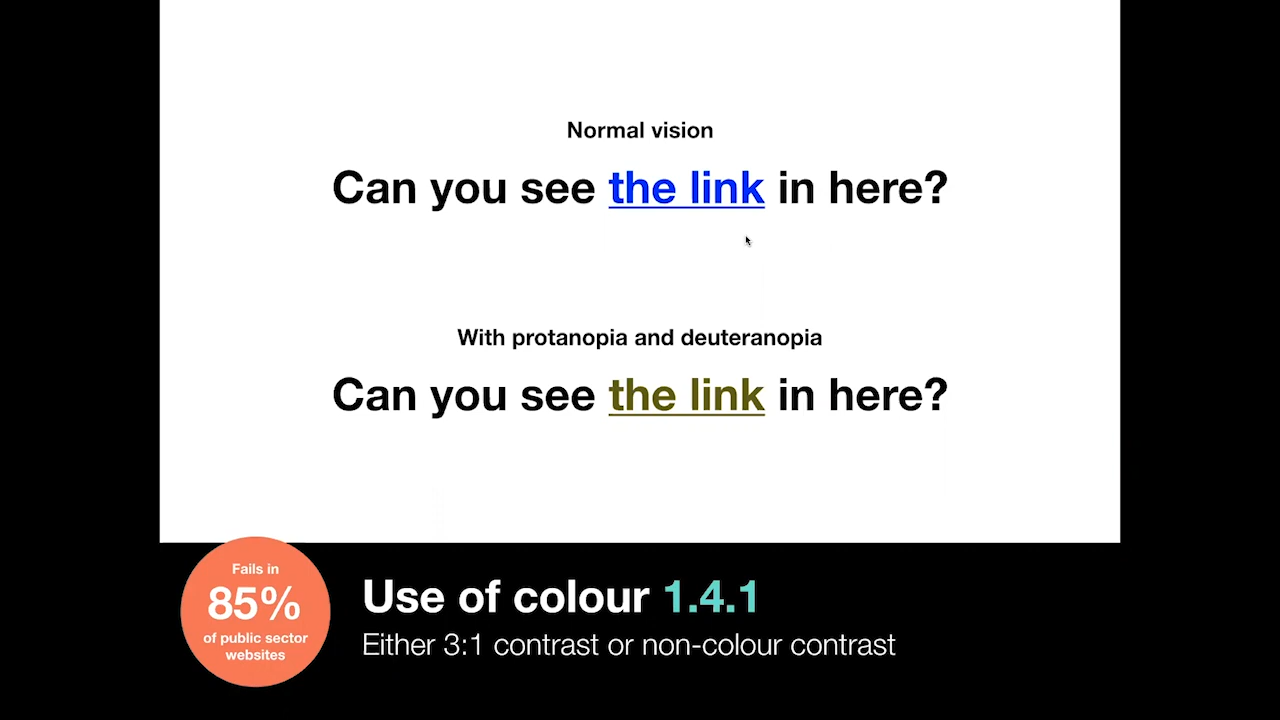 Normal vision
Can you see the link in here?
With protanopia and deuteranopia
Can you see the link in here?
Fails in
85%
of public sector
websites
Use of colour 1.4.1
Either 3:1 contrast or non-colour contrast